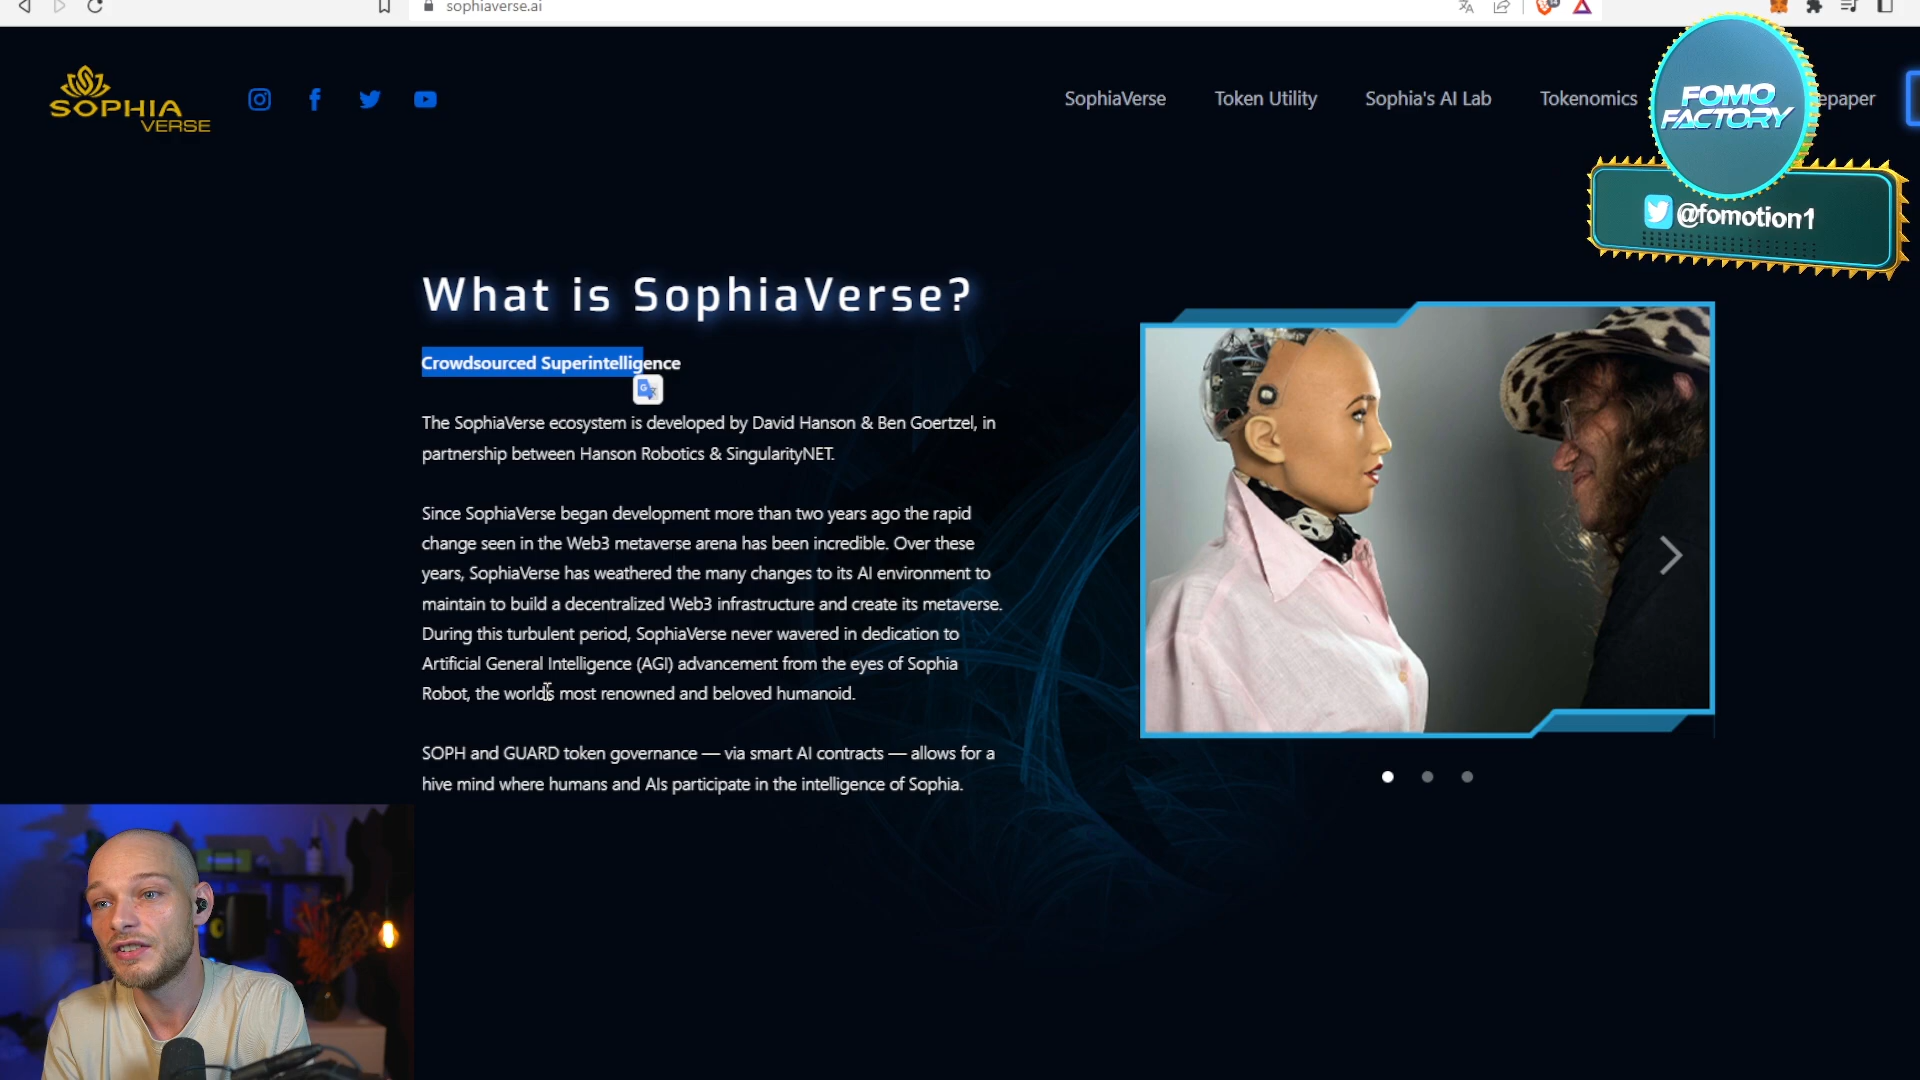 sophiaverse.ai
SOPHIA
VERSE
SophiaVerse
Token Utility
Sophia's AI Lab
Tokenomics
epaper
FOMO
FACTORY
@fomotion1
What is SophiaVerse?
Crowdsourced Superintelligence
The SophiaVerse ecosystem is developed by David Hanson & Ben Goertzel, in
partnership between Hanson Robotics & SingularityNET.
Since SophiaVerse began development more than two years ago the rapid
change seen in the Web3 metaverse arena has been incredible. Over these
years, SophiaVerse has weathered the many changes to its AI environment to
maintain to build a decentralized Web3 infrastructure and create its metaverse.
During this turbulent period, SophiaVerse never wavered in dedication to
Artificial General Intelligence (AGI) advancement from the eyes of Sophia
Robot, the worlds most renowned and beloved humanoid.
SOPH and GUARD token governance — via smart AI contracts — allows for a
hive mind where humans and AIs participate in the intelligence of Sophia.